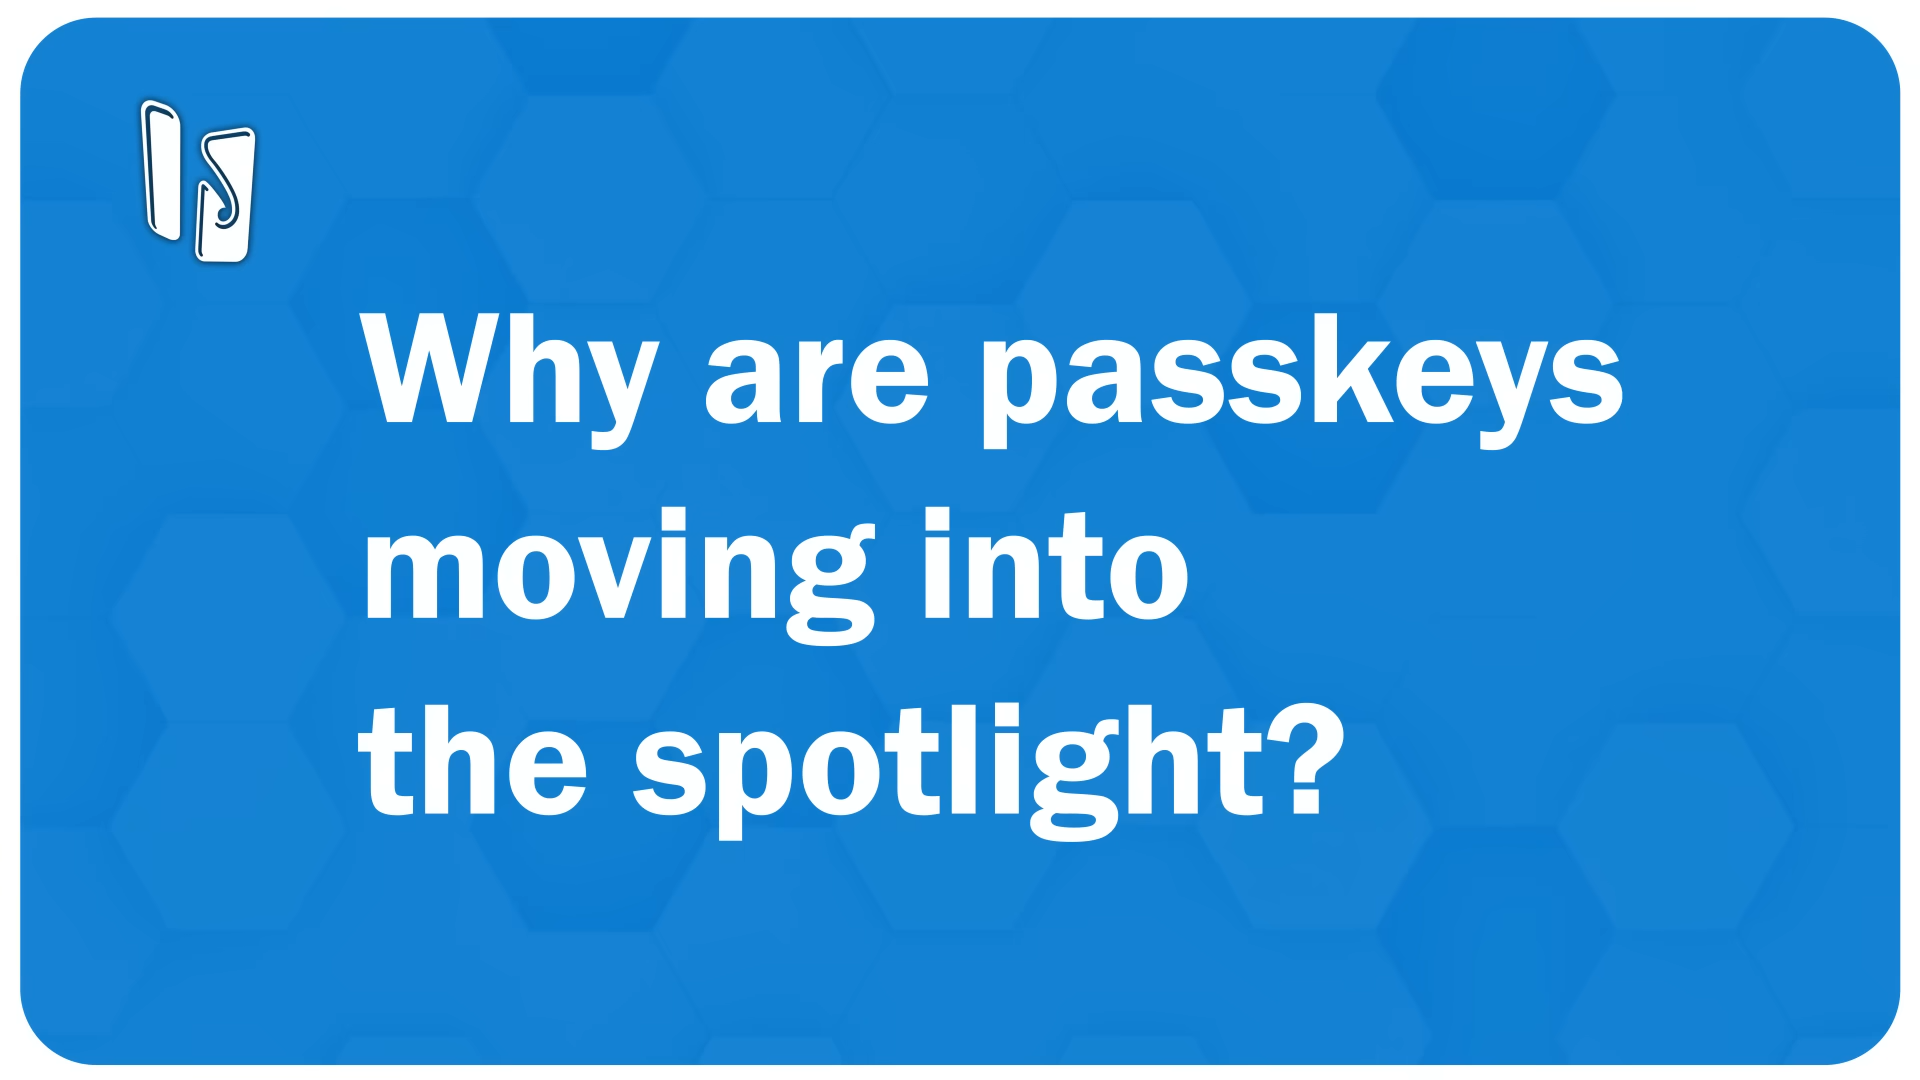 Why are passkeys
moving into
the spotlight?